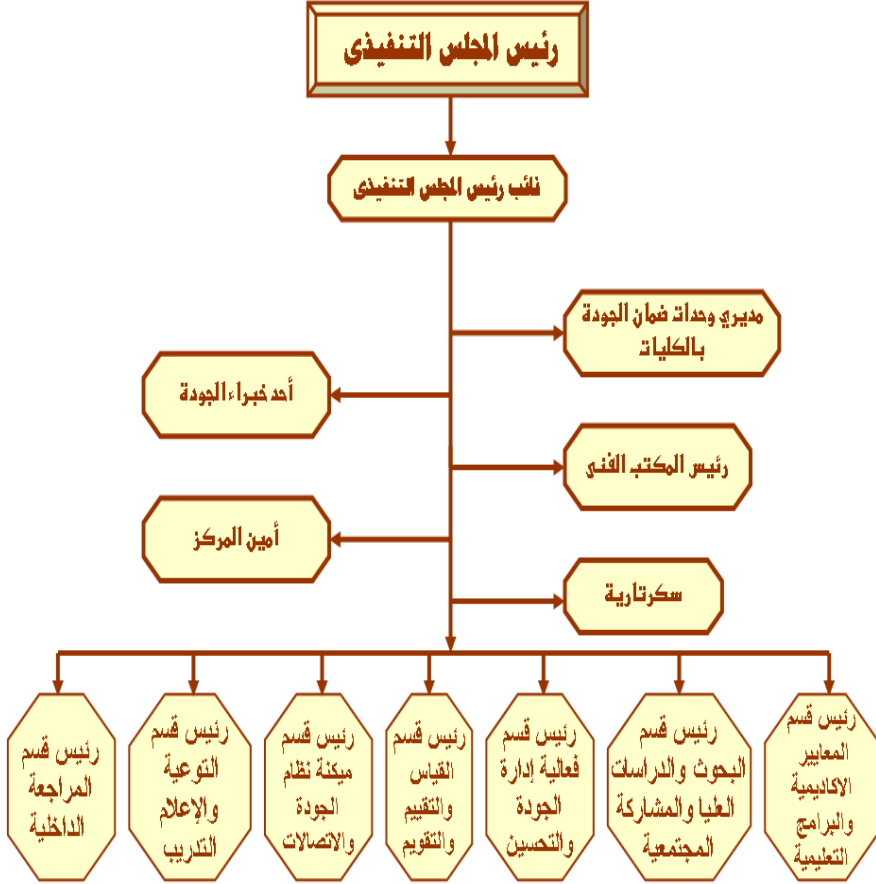 رئيس المجلس التنفيذى
نائب رئيس المجلس التنفيذى
مديري وحدات ضمان الجودة
بالكليات
أحد خبراء الجودة
رئيس المكتب الفنى
أمين المركز
سكرتارية
رئيس قسم
المعايير
الاكاديمية
والبرامج
التعليمية
رئيس قسم
البحوث والدراسات
العليا والمشاركة
المجتمعية
رئيس قسم
فعالية إدارة
الجودة
والتحسين
رئيس قسم
القياس
والتقييم
والتقويم
رئيس قسم
ميكنة نظام
الجودة
والاتصالات
رئيس قسم
التوعية
والإعلام
التدريب
رئيس قسم
المراجعة
الداخلية